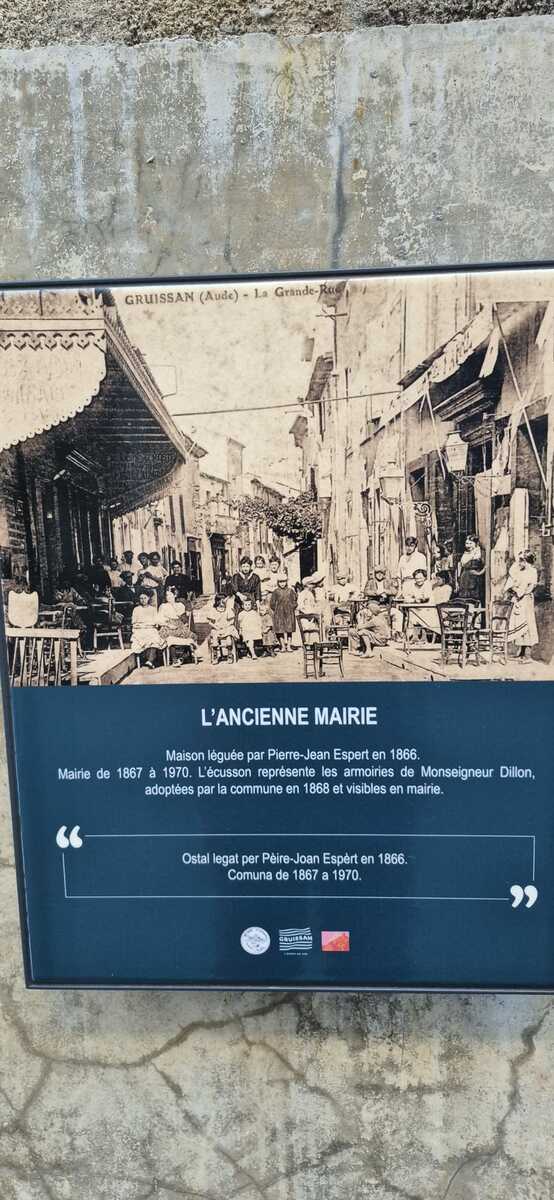 GRUISSAN (Aude) - La Grande-Rue
L'ANCIENNE MAIRIE
Maison léguée par Pierre-Jean Espert en 1866.
Mairie de 1867 à 1970. L'écusson représente les armoiries de Monseigneur Dillon,
adoptées par la commune en 1868 et visibles en mairie.
“
Ostal legat per Pèire-Joan Espèrt en 1866.
Comuna de 1867 a 1970.
”
GRUISSAN